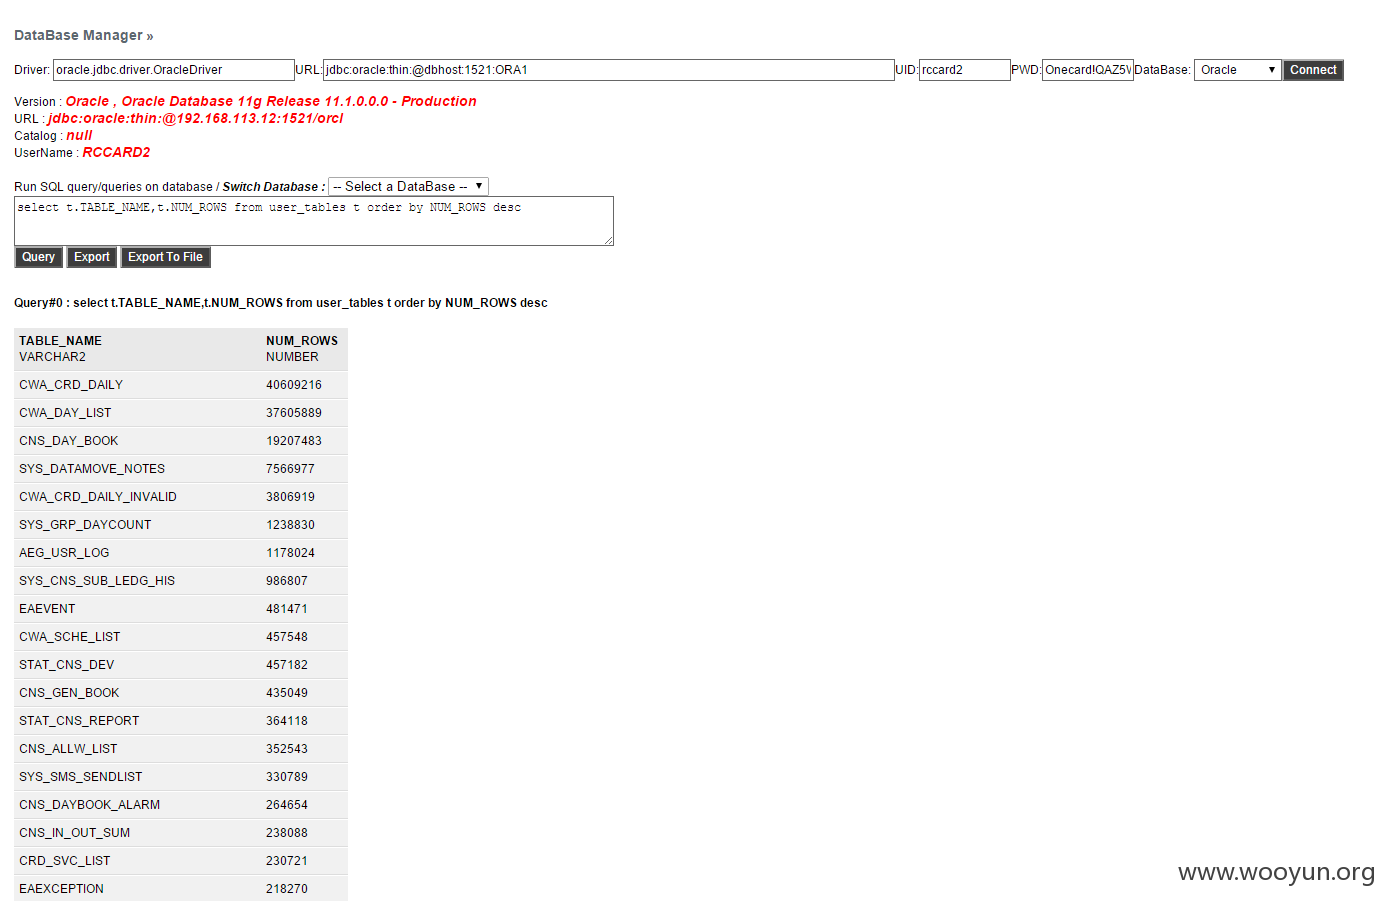 DataBase Manager »
Driver: oracle.jdbc.driver.OracleDriver URL: jdbc:oracle:thin:@dbhost:1521:ORA1 UID: rccard2 PWD: Onecard!QAZ5 DataBase: Oracle Connect
Version : Oracle , Oracle Database 11g Release 11.1.0.0.0 - Production
URL : jdbc:oracle:thin:@192.168.113.12:1521/orcl
Catalog : null
UserName : RCCARD2
Run SQL query/queries on database / Switch Database : -- Select a DataBase --
select t.TABLE_NAME,t.NUM_ROWS from user_tables t order by NUM_ROWS desc
Query Export Export To File
Query#0 : select t.TABLE_NAME,t.NUM_ROWS from user_tables t order by NUM_ROWS desc
TABLE_NAME NUM_ROWS
VARCHAR2 NUMBER
CWA_CRD_DAILY 40609216
CWA_DAY_LIST 37605889
CNS_DAY_BOOK 19207483
SYS_DATAMOVE_NOTES 7566977
CWA_CRD_DAILY_INVALID 3806919
SYS_GRP_DAYCOUNT 1238830
AEG_USR_LOG 1178024
SYS_CNS_SUB_LEDG_HIS 986807
EAEVENT 481471
CWA_SCHE_LIST 457548
STAT_CNS_DEV 457182
CNS_GEN_BOOK 435049
STAT_CNS_REPORT 364118
CNS_ALLW_LIST 352543
SYS_SMS_SENDLIST 330789
CNS_DAYBOOK_ALARM 264654
CNS_IN_OUT_SUM 238088
CRD_SVC_LIST 230721
EAEXCEPTION 218270
www.wooyun.org